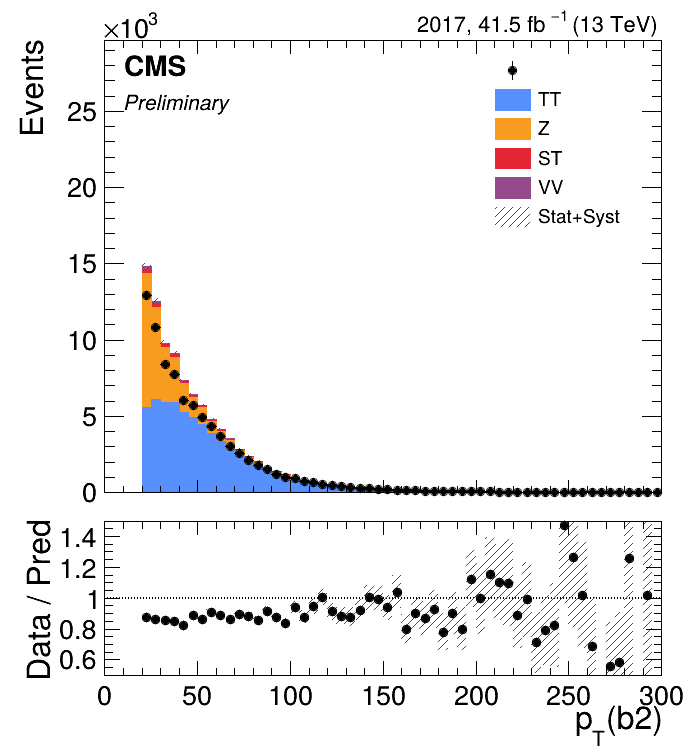 ×10³
2017, 41.5 fb⁻¹ (13 TeV)
CMS
Preliminary
TT
Z
ST
VV
Stat+Syst
Events
25
20
15
10
5
0
Data / Pred
1.4
1.2
1
0.8
0.6
0 50 100 150 200 250 300
p_T(b2)